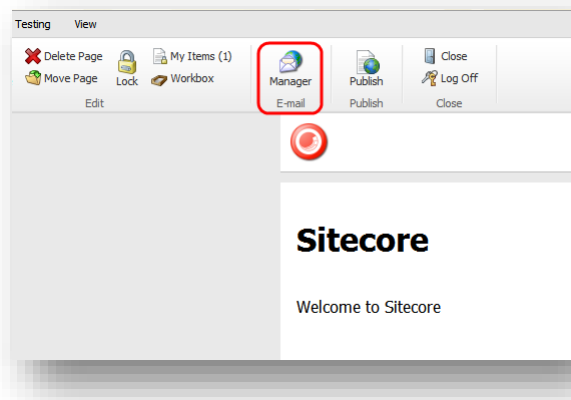 Testing View
Delete Page
Move Page
Lock
My Items (1)
Workbox
Edit
Manager
E-mail
Publish
Publish
Close
Log Off
Close
Sitecore
Welcome to Sitecore